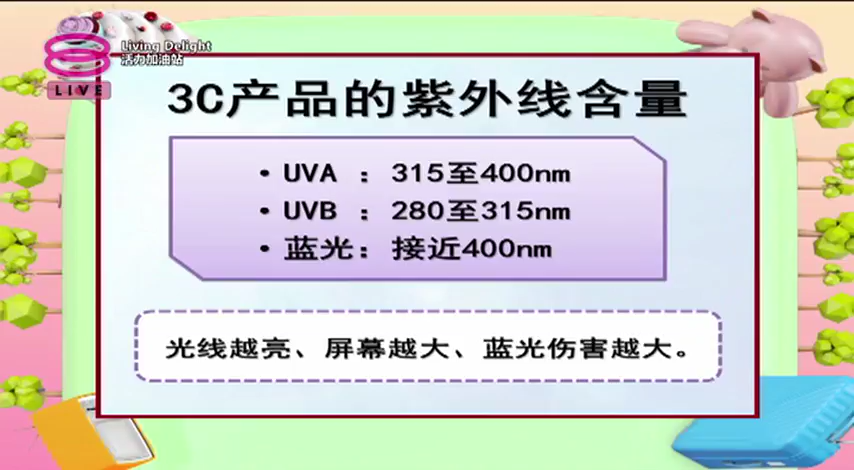 Living Delight
活力加油站
LIVE
3C产品的紫外线含量
• UVA ：315至400nm
• UVB ：280至315nm
• 蓝光：接近400nm
光线越亮、屏幕越大、蓝光伤害越大。